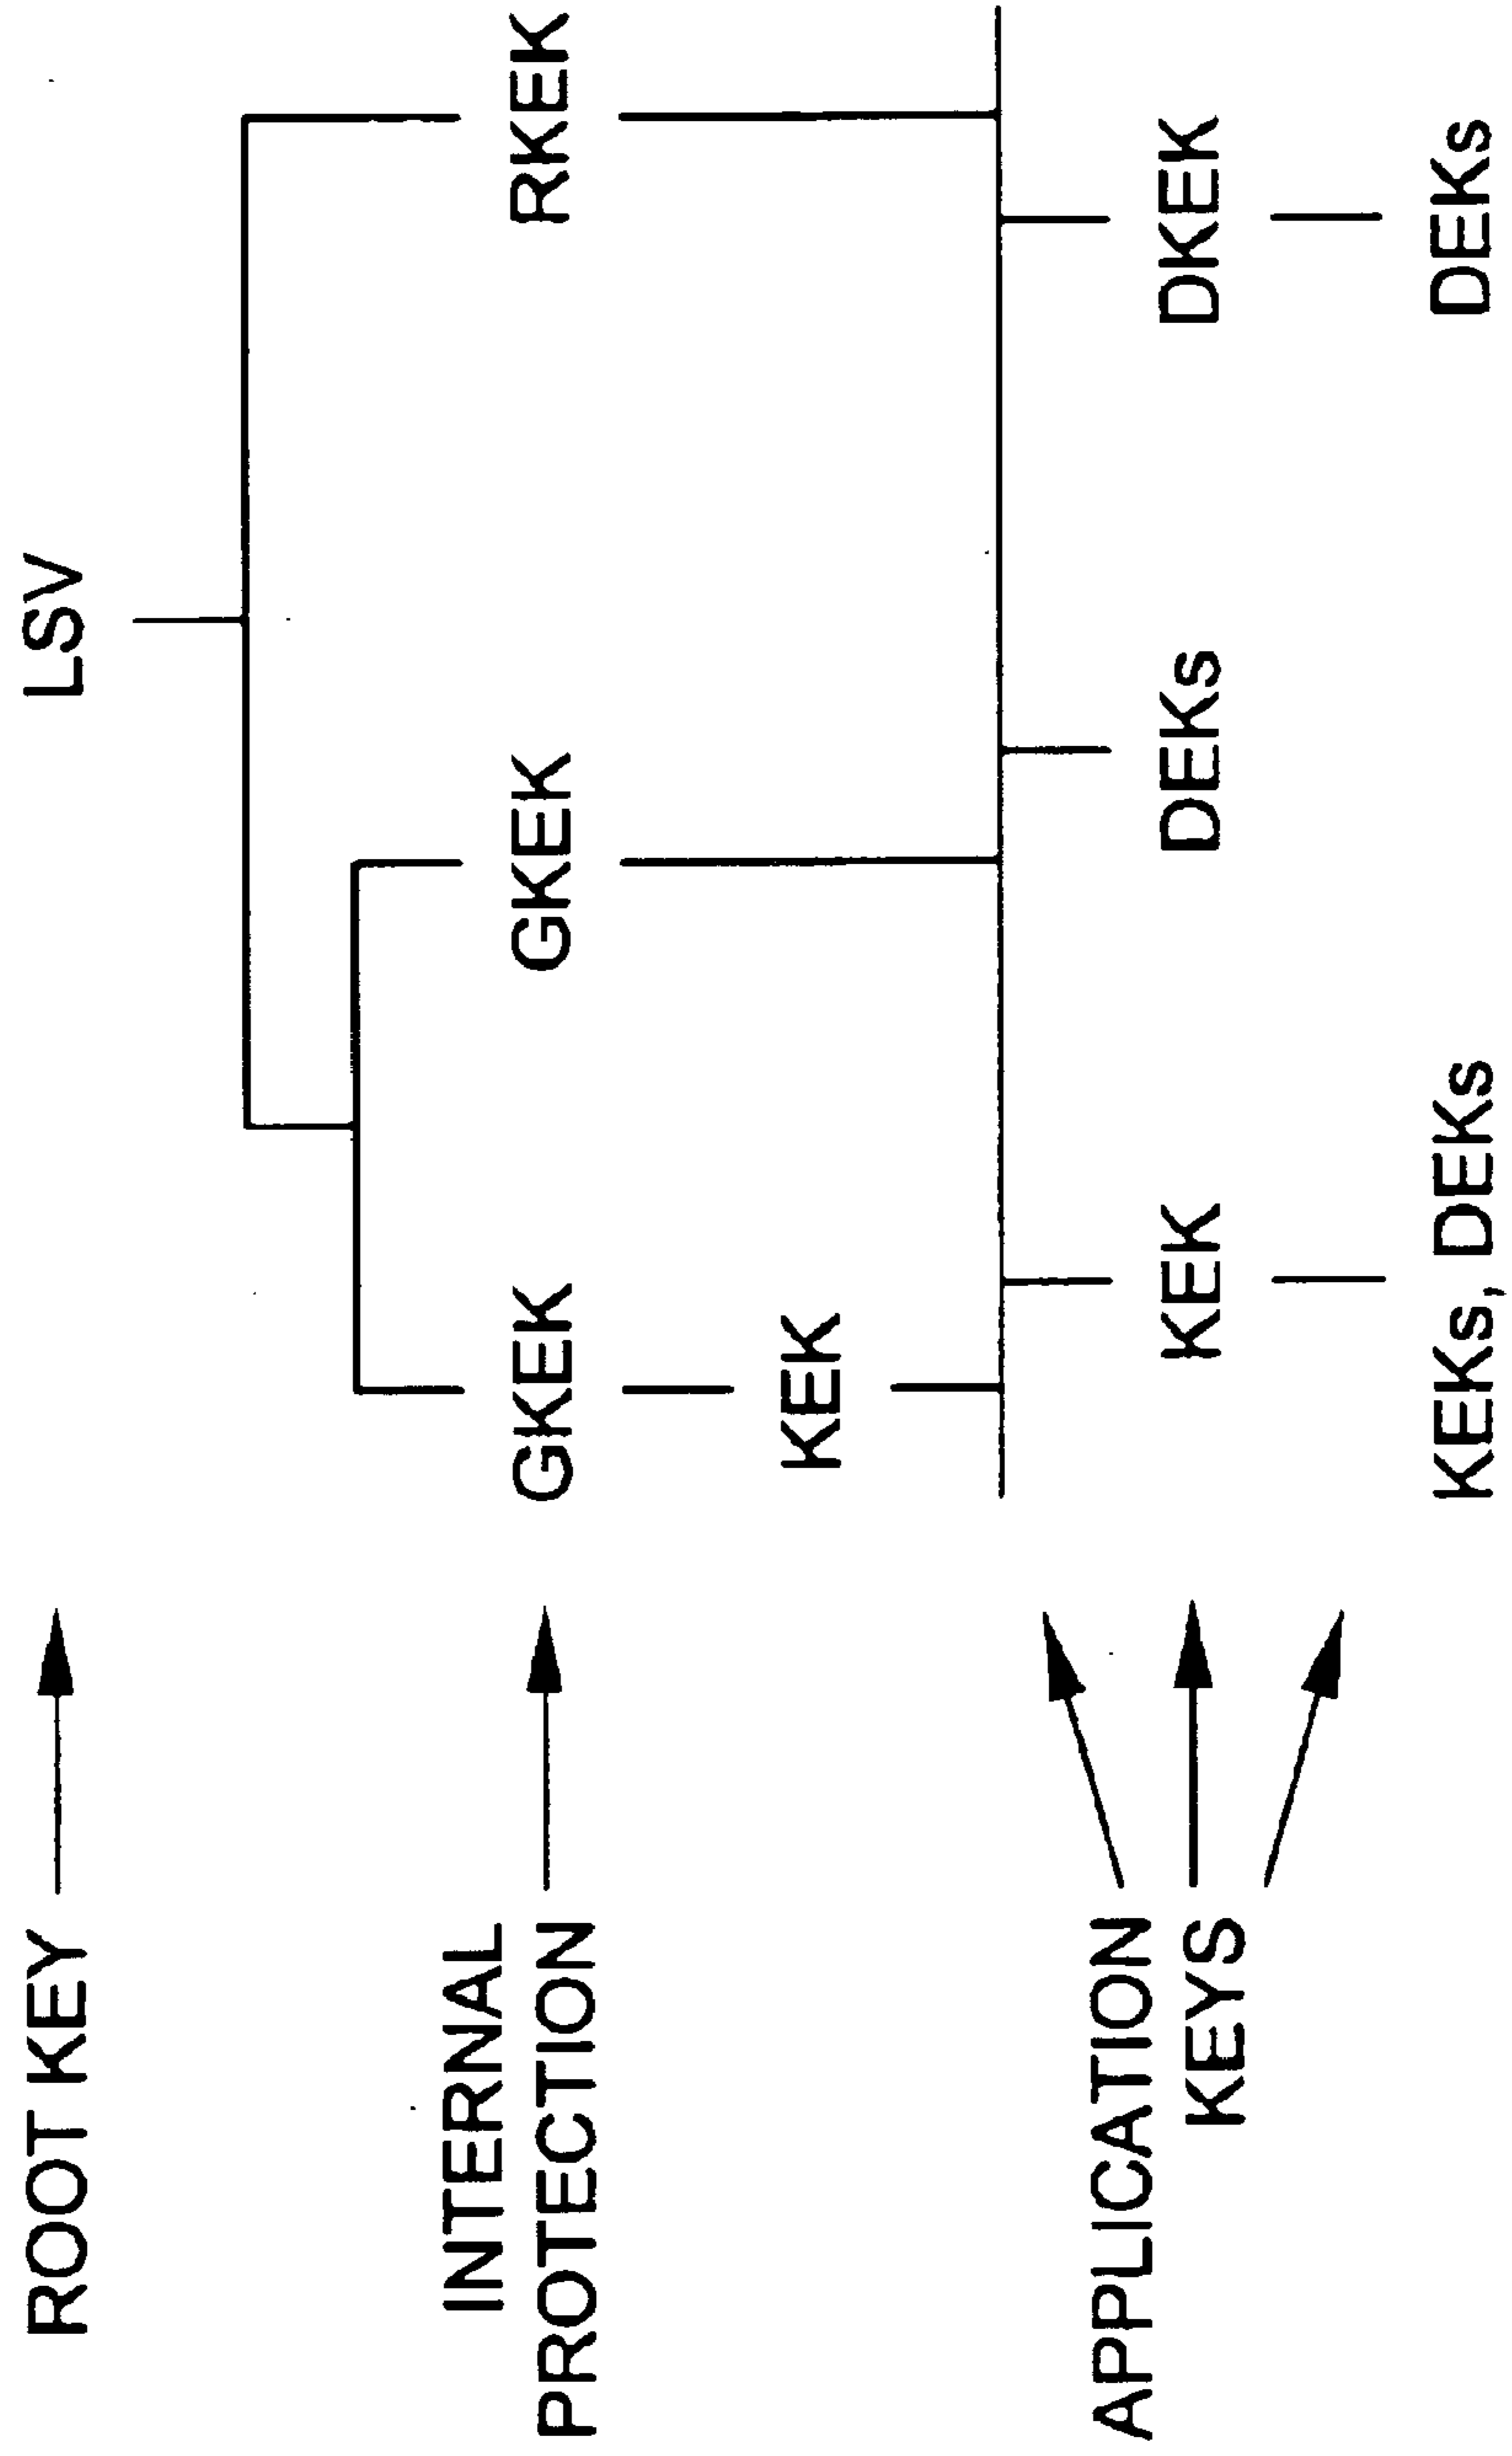 ROOT KEY
LSV
INTERNAL
PROTECTION
GKEK
GKEK
RKEK
KEK
APPLICATION
KEYS
KEK
DEKs
DKEK
KEKs, DEKs
DEKs